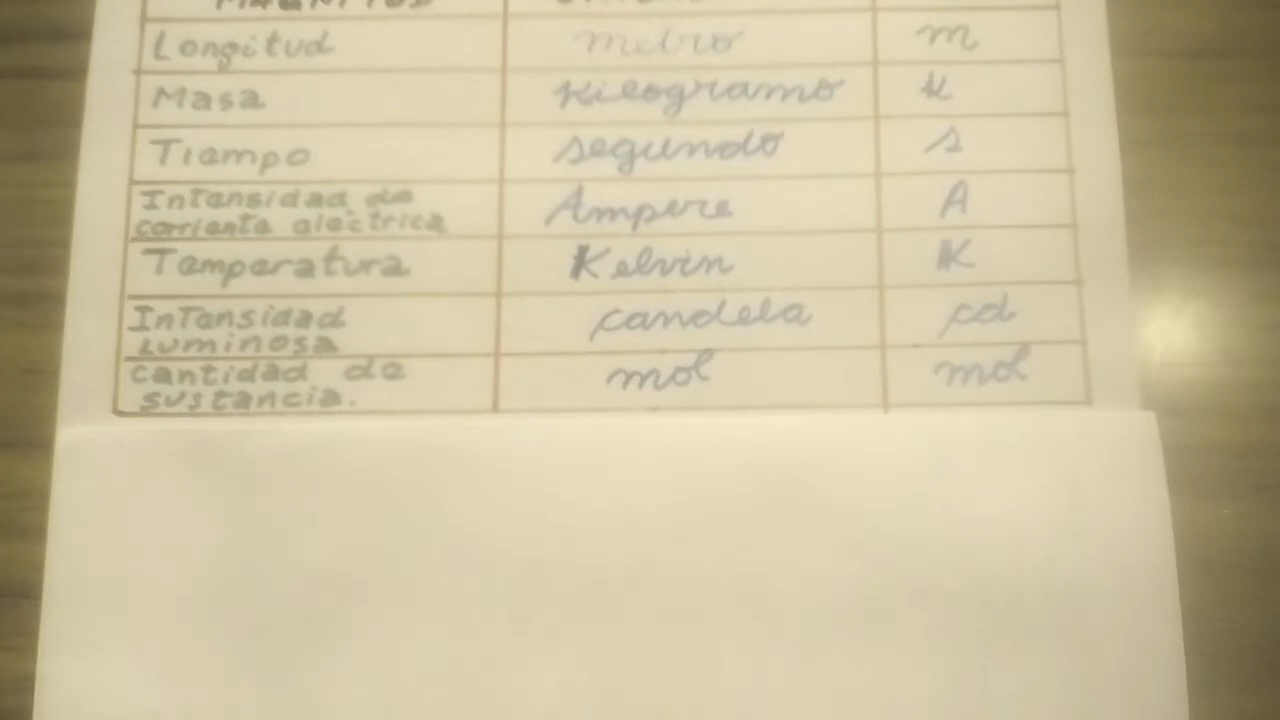 MAGNITUD
Longitud metro m
Masa Kilogramo k
Tiempo segundo s
Intensidad de
corriente eléctrica Ampere A
Temperatura Kelvin K
Intensidad
Luminosa candela cd
cantidad de
sustancia. mol mol